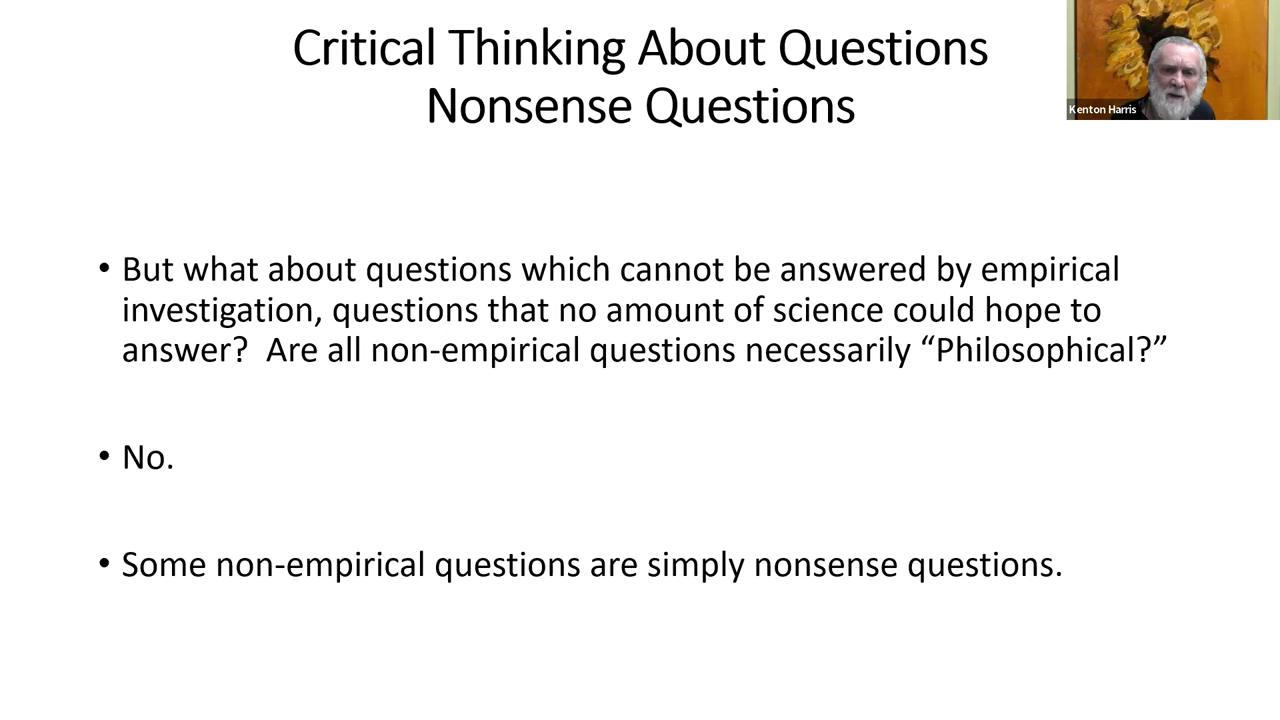 Critical Thinking About Questions
Nonsense Questions
Kenton Harris
• But what about questions which cannot be answered by empirical
investigation, questions that no amount of science could hope to
answer?  Are all non-empirical questions necessarily “Philosophical?”
• No.
• Some non-empirical questions are simply nonsense questions.